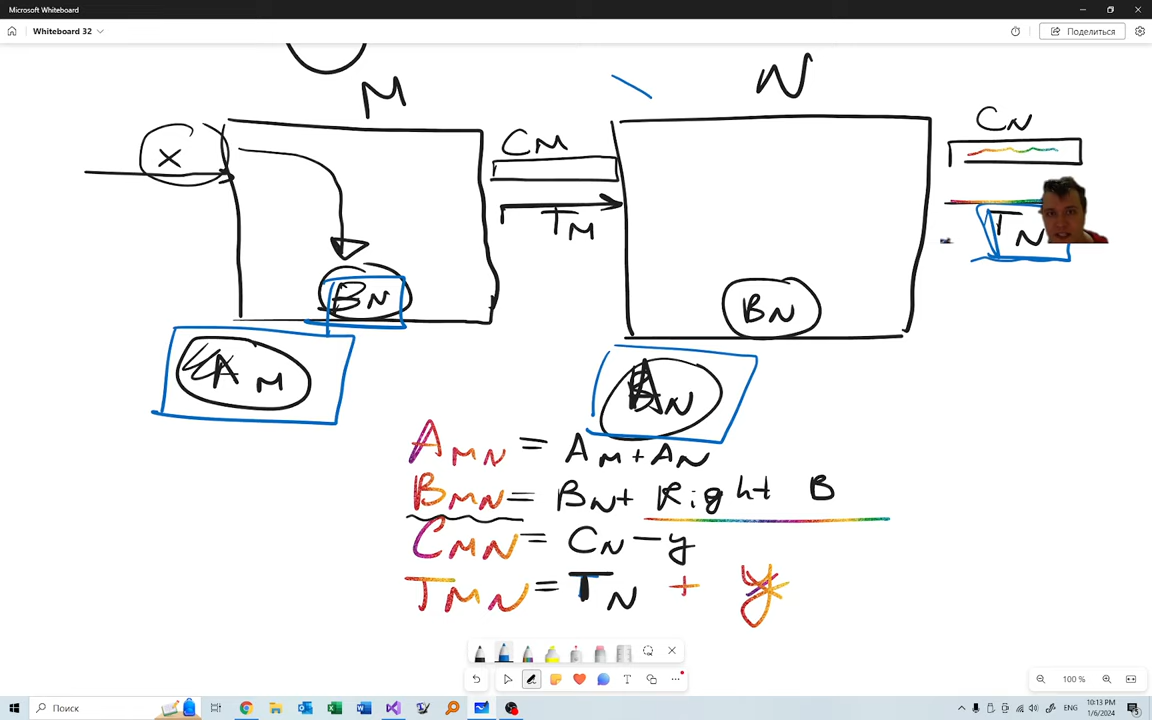 Microsoft Whiteboard
Whiteboard 32
Поделиться
M
N
X
CM
TM
CN
TN
BN
BN
AM
AN
AMN = AM + AN
BMN = BN + Right B
CMN = CN - y
TMN = TN + y
100 %
Поиск
ENG
10:13 PM
1/6/2024